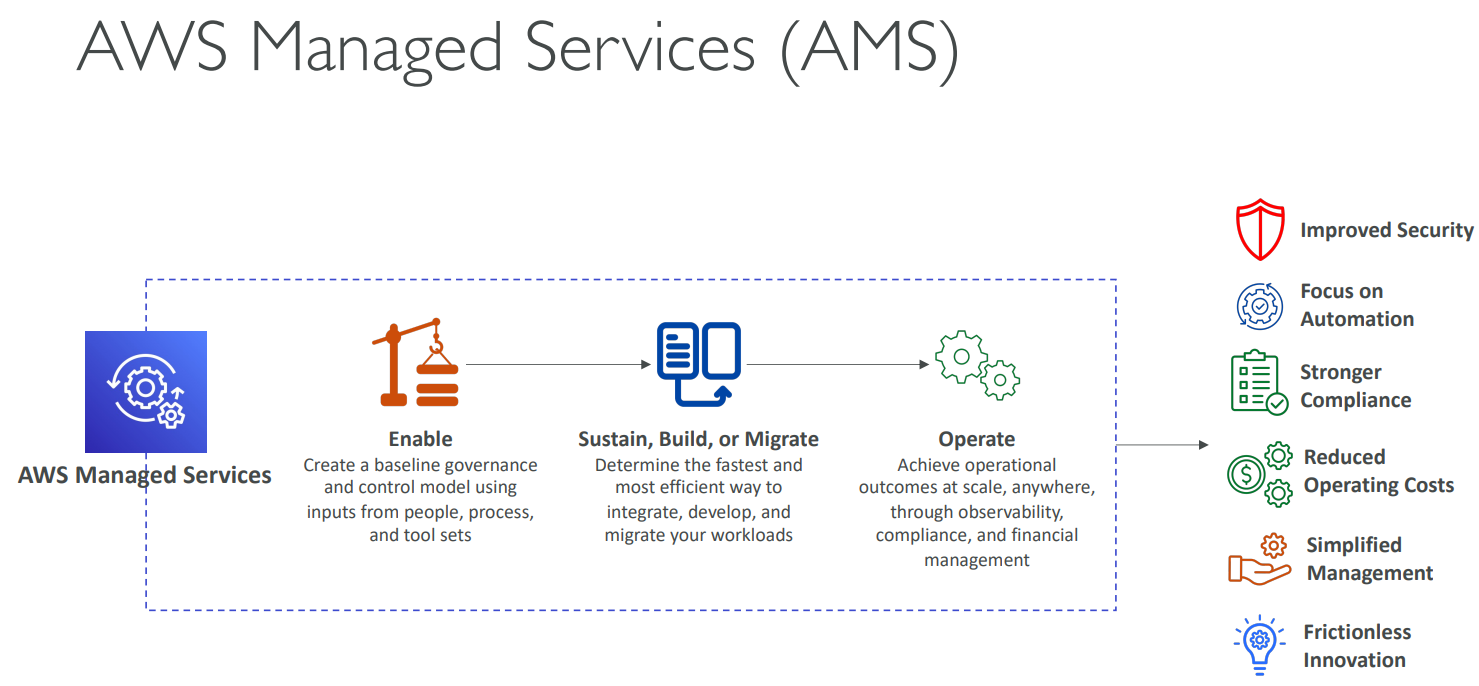 AWS Managed Services (AMS)
AWS Managed Services
Enable
Create a baseline governance
and control model using
inputs from people, process,
and tool sets
Sustain, Build, or Migrate
Determine the fastest and
most efficient way to
integrate, develop, and
migrate your workloads
Operate
Achieve operational
outcomes at scale, anywhere,
through observability,
compliance, and financial
management
Improved Security
Focus on
Automation
Stronger
Compliance
$
Reduced
Operating Costs
Simplified
Management
Frictionless
Innovation